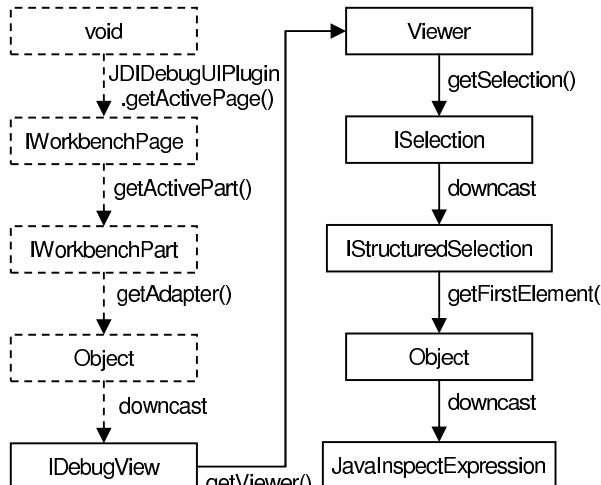 void
JDIDebugUIPlugin
.getActivePage()
IWorkbenchPage
getActivePart()
IWorkbenchPart
getAdapter()
Object
downcast
IDebugView
getViewer()
Viewer
getSelection()
ISelection
downcast
IStructuredSelection
getFirstElement(
Object
downcast
JavaInspectExpression